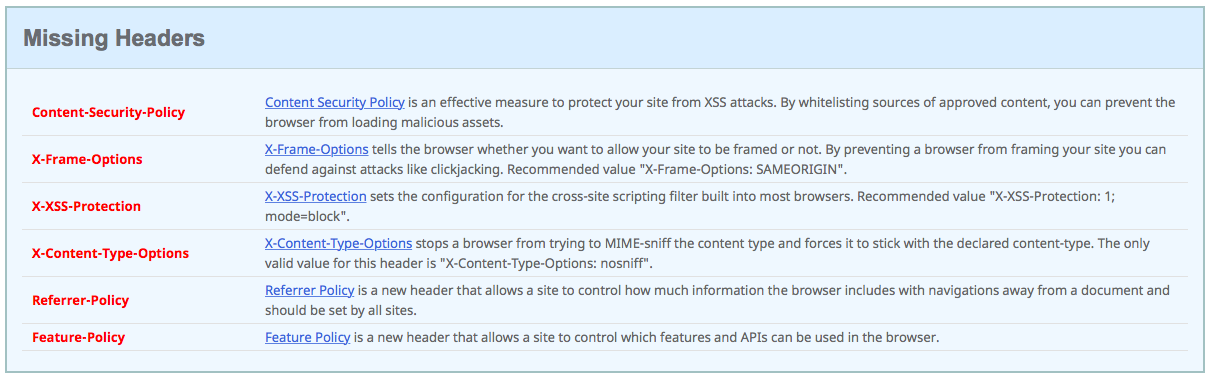 Missing Headers
Content-Security-Policy
Content Security Policy is an effective measure to protect your site from XSS attacks. By whitelisting sources of approved content, you can prevent the
browser from loading malicious assets.
X-Frame-Options
X-Frame-Options tells the browser whether you want to allow your site to be framed or not. By preventing a browser from framing your site you can
defend against attacks like clickjacking. Recommended value "X-Frame-Options: SAMEORIGIN".
X-XSS-Protection
X-XSS-Protection sets the configuration for the cross-site scripting filter built into most browsers. Recommended value "X-XSS-Protection: 1;
mode=block".
X-Content-Type-Options
X-Content-Type-Options stops a browser from trying to MIME-sniff the content type and forces it to stick with the declared content-type. The only
valid value for this header is "X-Content-Type-Options: nosniff".
Referrer-Policy
Referrer Policy is a new header that allows a site to control how much information the browser includes with navigations away from a document and
should be set by all sites.
Feature-Policy
Feature Policy is a new header that allows a site to control which features and APIs can be used in the browser.